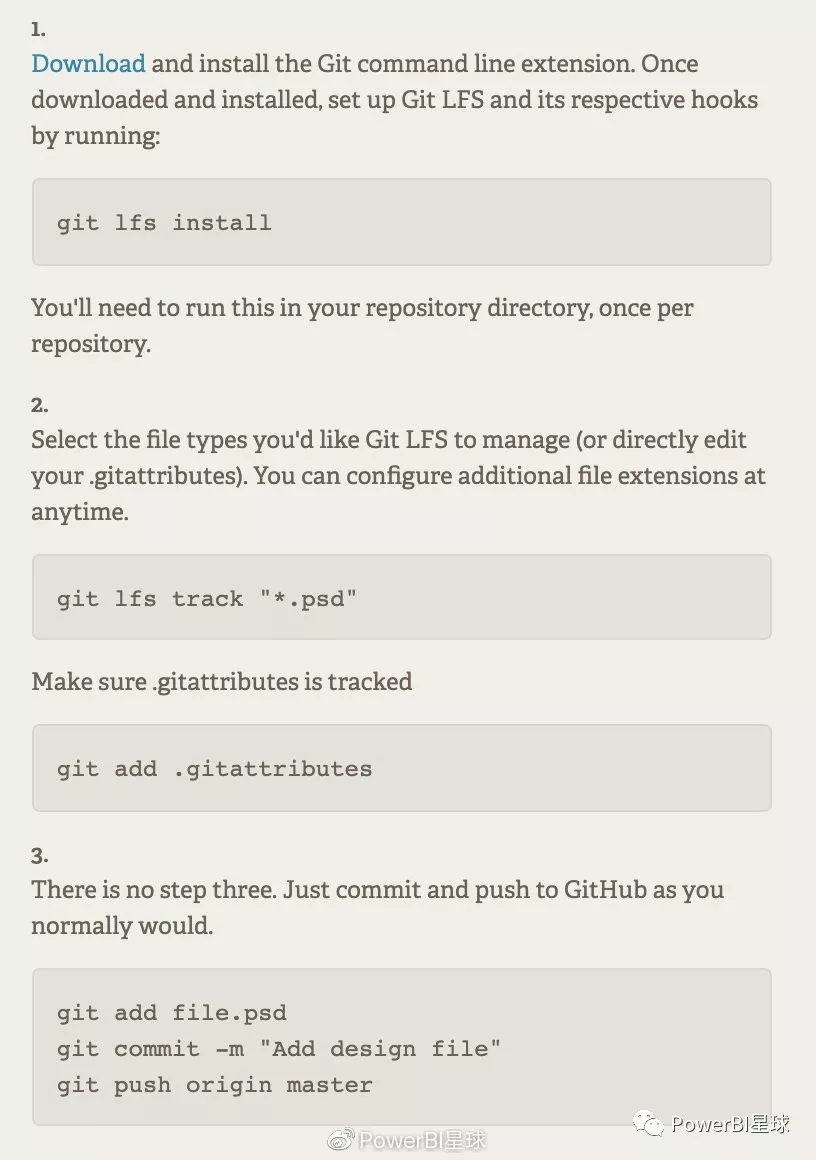 1.
Download and install the Git command line extension. Once
downloaded and installed, set up Git LFS and its respective hooks
by running:
git lfs install
You'll need to run this in your repository directory, once per
repository.
2.
Select the file types you'd like Git LFS to manage (or directly edit
your .gitattributes). You can configure additional file extensions at
anytime.
git lfs track "*.psd"
Make sure .gitattributes is tracked
git add .gitattributes
3.
There is no step three. Just commit and push to GitHub as you
normally would.
git add file.psd
git commit -m "Add design file"
git push origin master
PowerBI星球
PowerBI星球